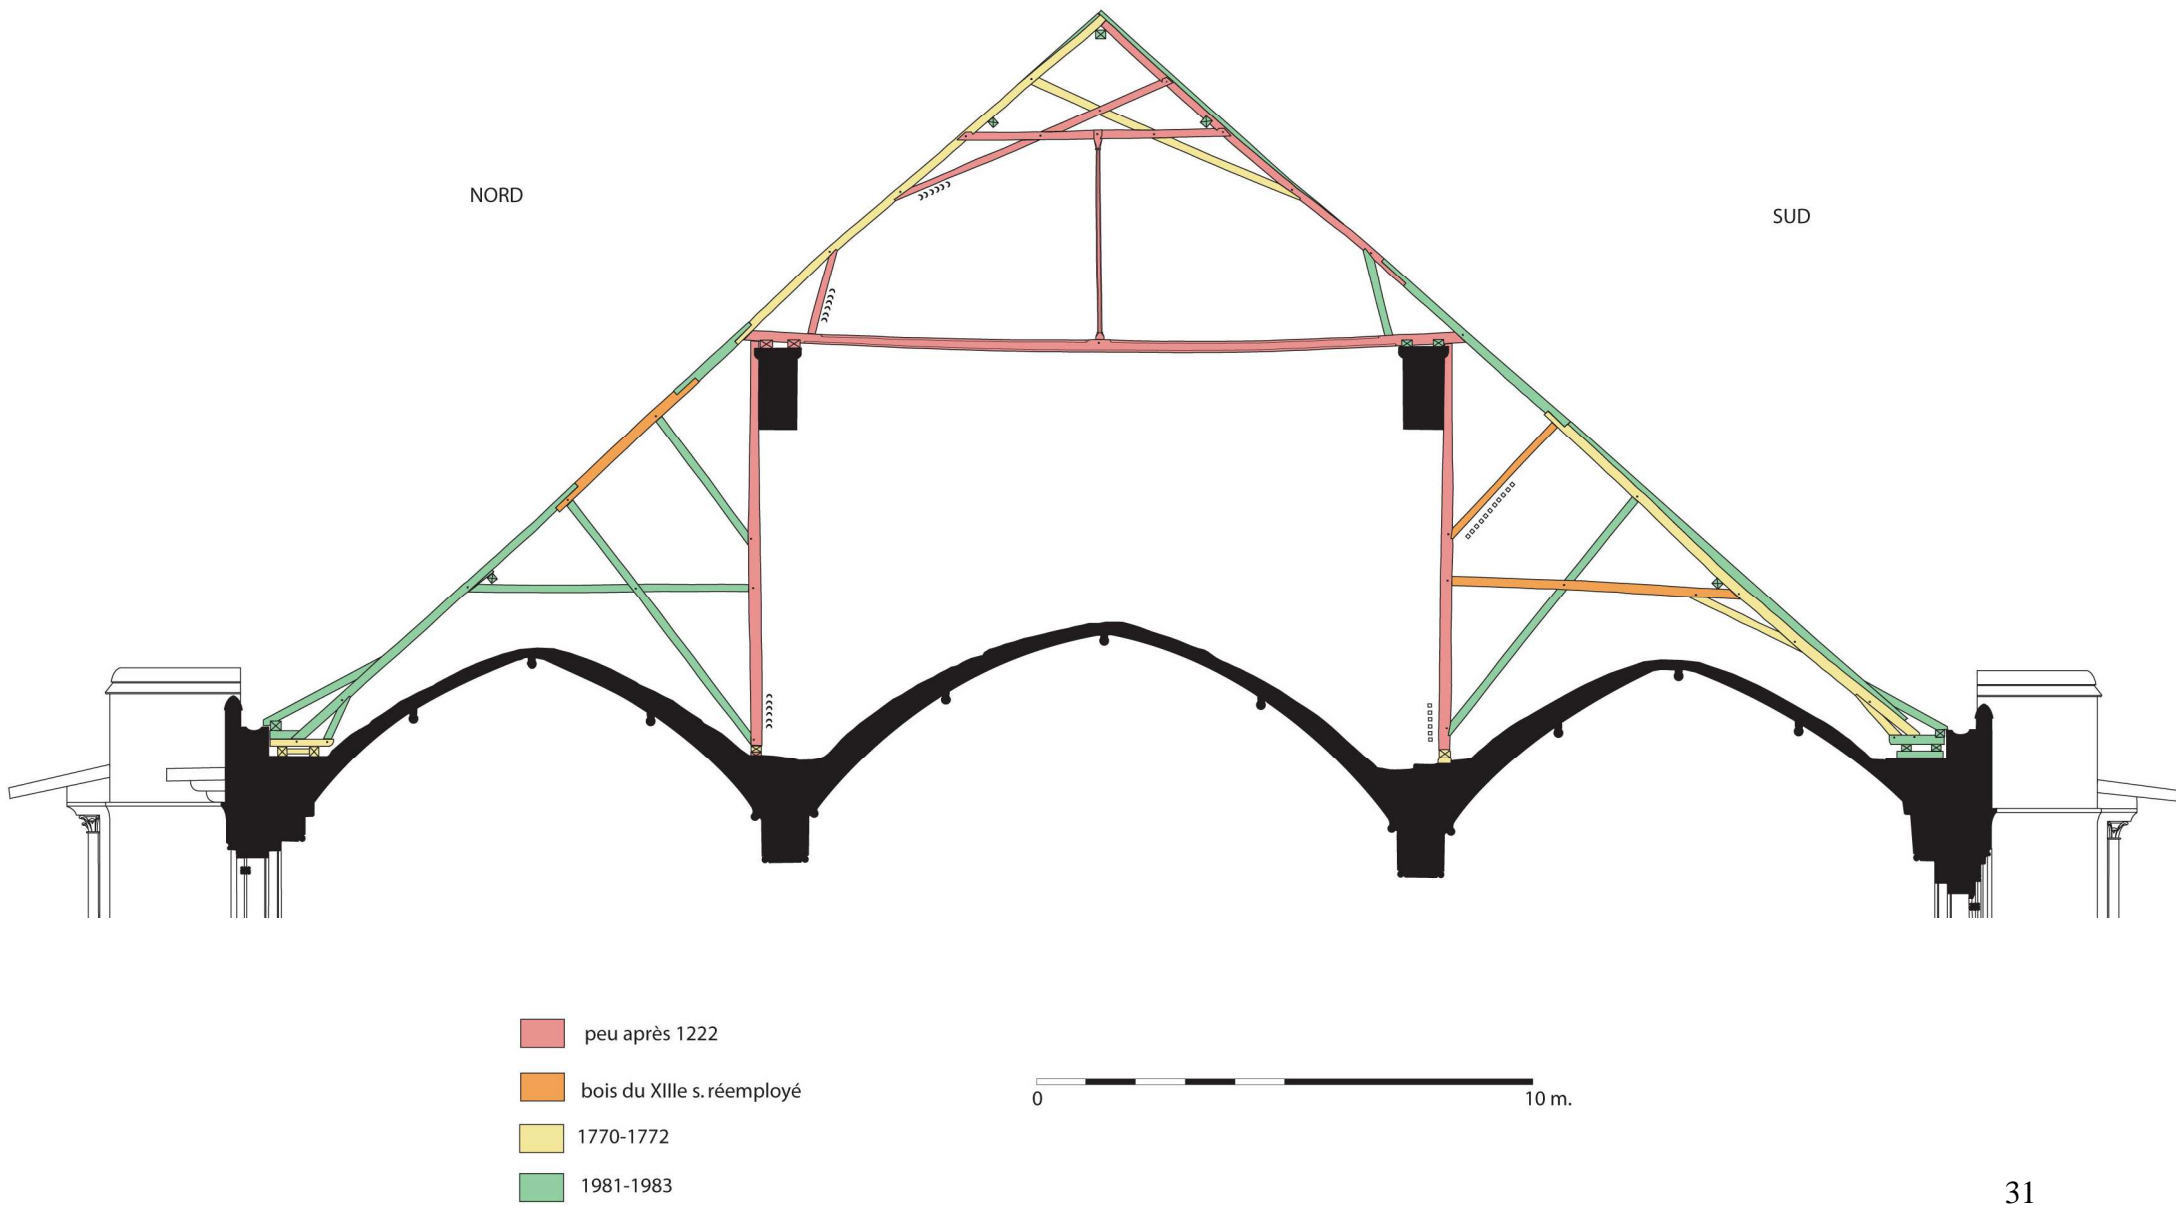 NORD
SUD
peu après 1222
bois du XIIIe s. réemployé
1770-1772
1981-1983
0 10 m.
31